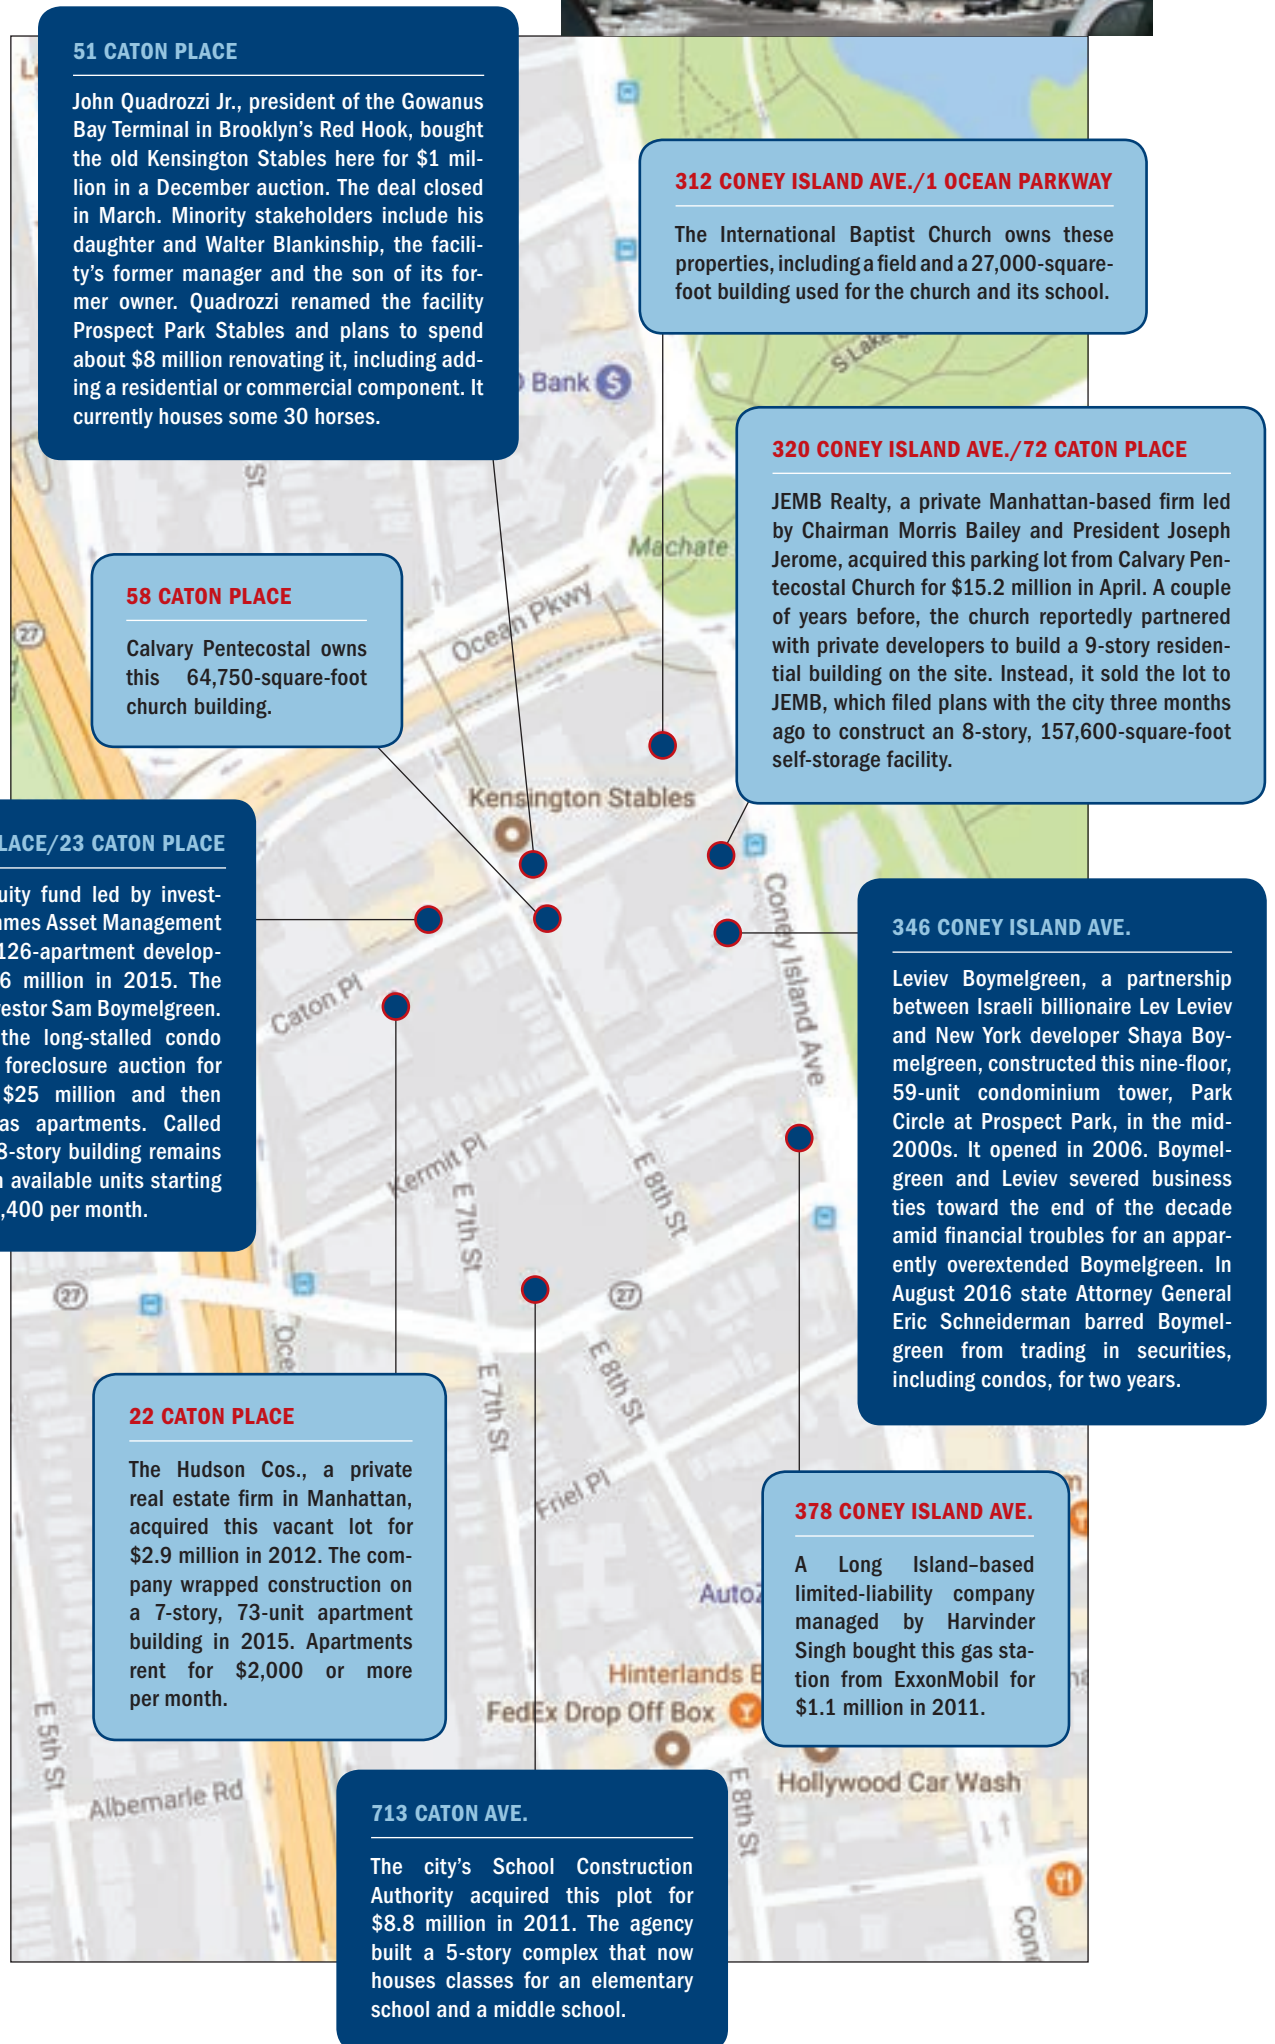 51 CATON PLACE
John Quadrozzi Jr., president of the Gowanus
Bay Terminal in Brooklyn's Red Hook, bought
the old Kensington Stables here for $1 mil-
lion in a December auction. The deal closed
in March. Minority stakeholders include his
daughter and Walter Blankinship, the facili-
ty's former manager and the son of its for-
mer owner. Quadrozzi renamed the facility
Prospect Park Stables and plans to spend
about $8 million renovating it, including add-
ing a residential or commercial component. It
currently houses some 30 horses.
312 CONEY ISLAND AVE./1 OCEAN PARKWAY
The International Baptist Church owns these
properties, including a field and a 27,000-square-
foot building used for the church and its school.
S Lake
Bank
320 CONEY ISLAND AVE./72 CATON PLACE
JEMB Realty, a private Manhattan-based firm led
by Chairman Morris Bailey and President Joseph
Jerome, acquired this parking lot from Calvary Pen-
tecostal Church for $15.2 million in April. A couple
of years before, the church reportedly partnered
with private developers to build a 9-story residen-
tial building on the site. Instead, it sold the lot to
JEMB, which filed plans with the city three months
ago to construct an 8-story, 157,600-square-foot
self-storage facility.
St
Machate
Ocean Pkwy
27
58 CATON PLACE
Calvary Pentecostal owns
this 64,750-square-foot
church building.
Kensington Stables
LACE/23 CATON PLACE
uity fund led by invest-
mes Asset Management
126-apartment develop-
6 million in 2015. The
estor Sam Boymelgreen.
the long-stalled condo
foreclosure auction for
$25 million and then
as apartments. Called
8-story building remains
available units starting
,400 per month.
Caton Pl
Coney Island Ave
346 CONEY ISLAND AVE.
Leviev Boymelgreen, a partnership
between Israeli billionaire Lev Leviev
and New York developer Shaya Boy-
melgreen, constructed this nine-floor,
59-unit condominium tower, Park
Circle at Prospect Park, in the mid-
2000s. It opened in 2006. Boymel-
green and Leviev severed business
ties toward the end of the decade
amid financial troubles for an appar-
ently overextended Boymelgreen. In
August 2016 state Attorney General
Eric Schneiderman barred Boymel-
green from trading in securities,
including condos, for two years.
Kermit Pl
E 7th St
E 8th St
27
27
Oce
E 7th St
E 8th St
22 CATON PLACE
The Hudson Cos., a private
real estate firm in Manhattan,
acquired this vacant lot for
$2.9 million in 2012. The com-
pany wrapped construction on
a 7-story, 73-unit apartment
building in 2015. Apartments
rent for $2,000 or more
per month.
Friel Pl
378 CONEY ISLAND AVE.
A Long Island–based
limited-liability company
managed by Harvinder
Singh bought this gas sta-
tion from ExxonMobil for
$1.1 million in 2011.
Auto
Hinterlands
FedEx Drop Off Box
E 5th St
Albemarle Rd
E 8th St
Hollywood Car Wash
Cone
713 CATON AVE.
The city's School Construction
Authority acquired this plot for
$8.8 million in 2011. The agency
built a 5-story complex that now
houses classes for an elementary
school and a middle school.